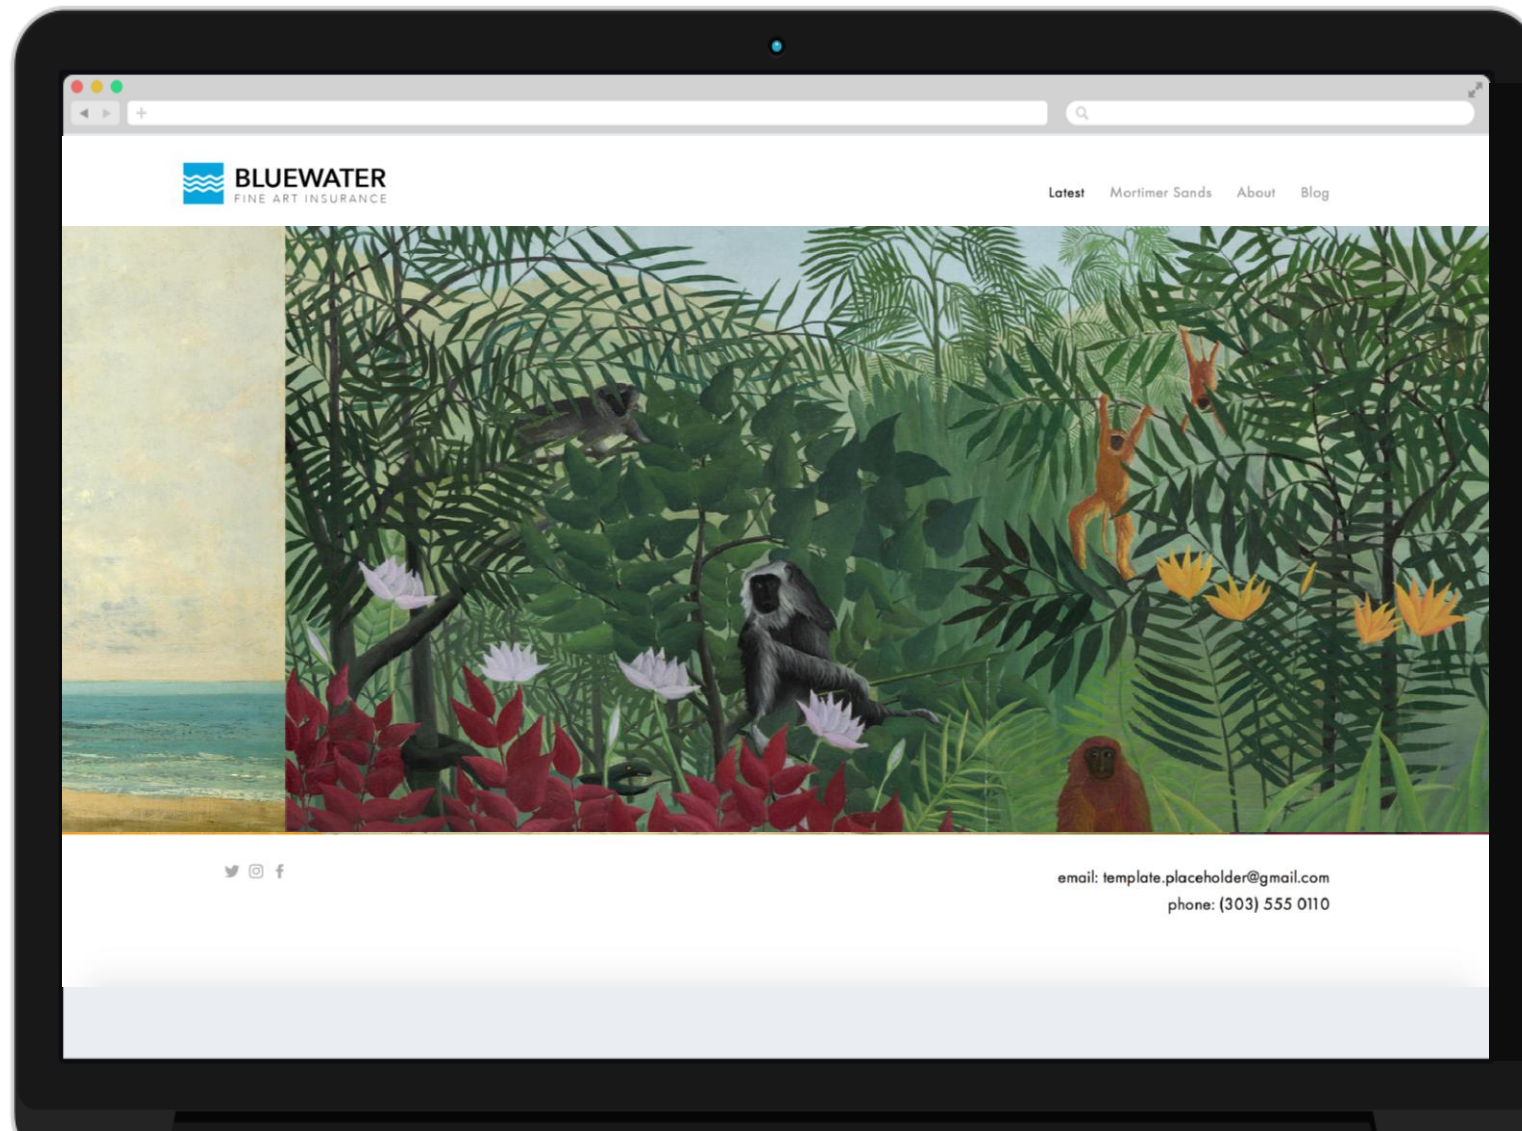 BLUEWATER
FINE ART INSURANCE
Latest Mortimer Sands About Blog
email: template.placeholder@gmail.com
phone: (303) 555 0110